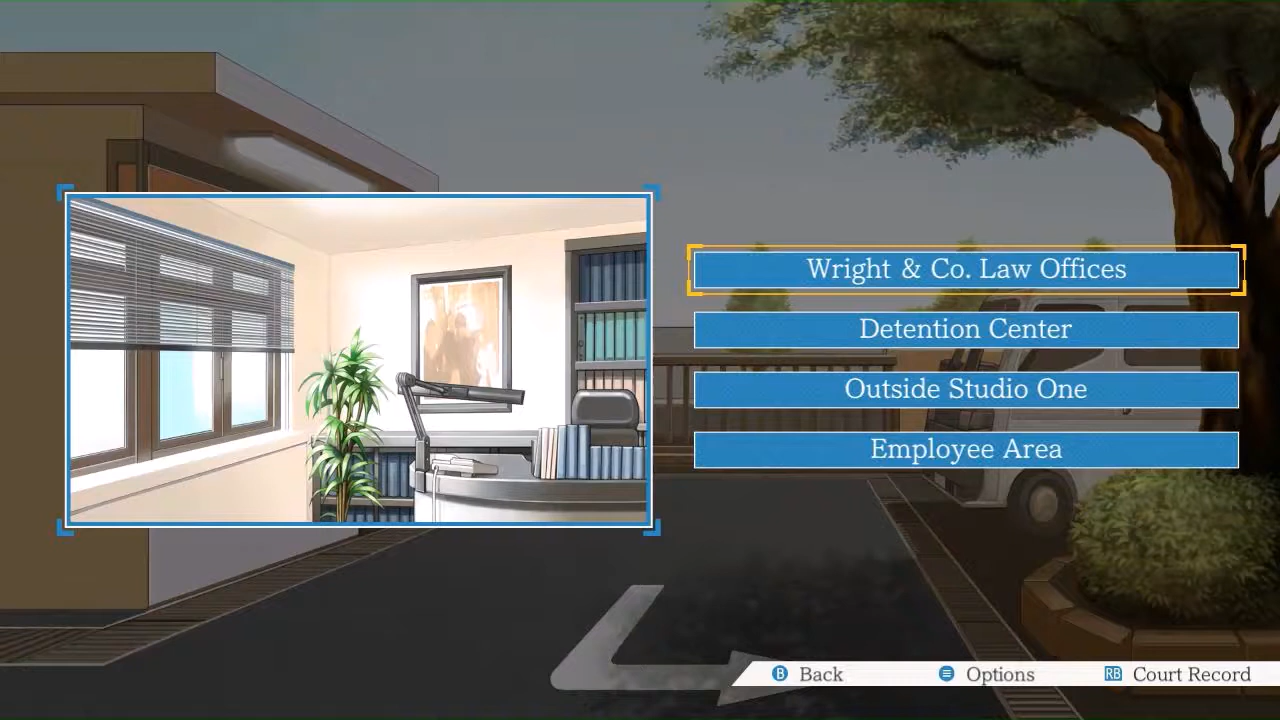 Wright & Co. Law Offices
Detention Center
Outside Studio One
Employee Area
B Back
Options
RB Court Record